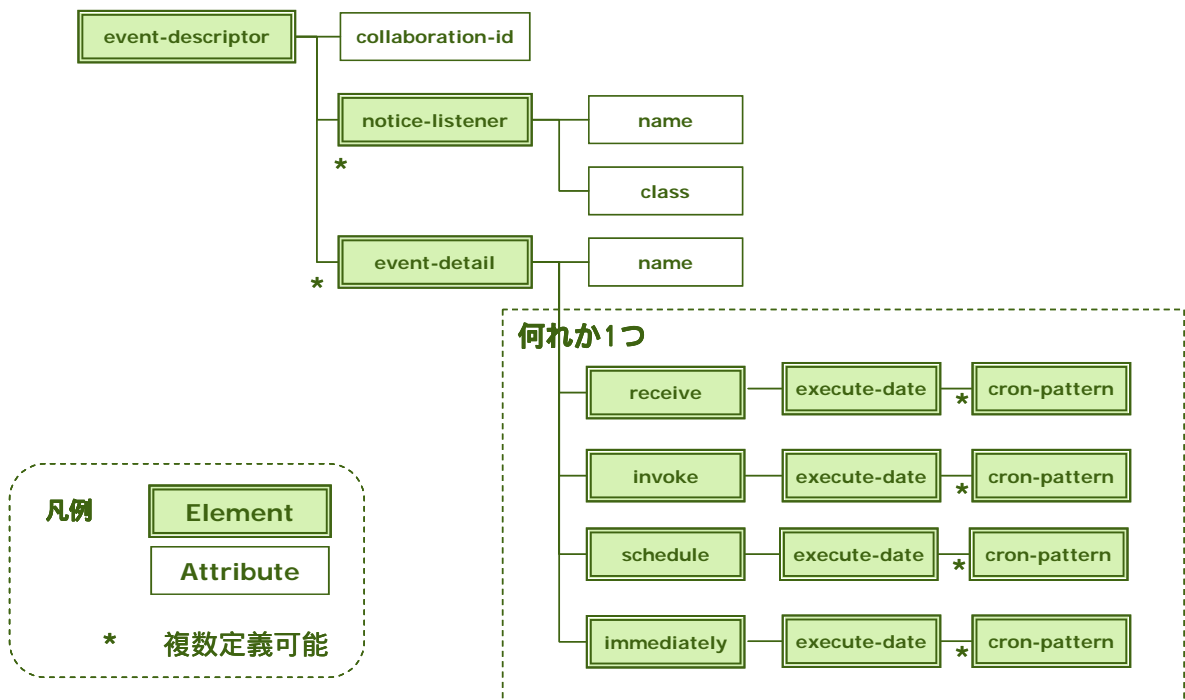 event-descriptor
collaboration-id
notice-listener
name
*
class
event-detail
name
*
何れか1つ
receive
execute-date
*
cron-pattern
invoke
execute-date
*
cron-pattern
schedule
execute-date
*
cron-pattern
immediately
execute-date
*
cron-pattern
凡例
Element
Attribute
* 複数定義可能